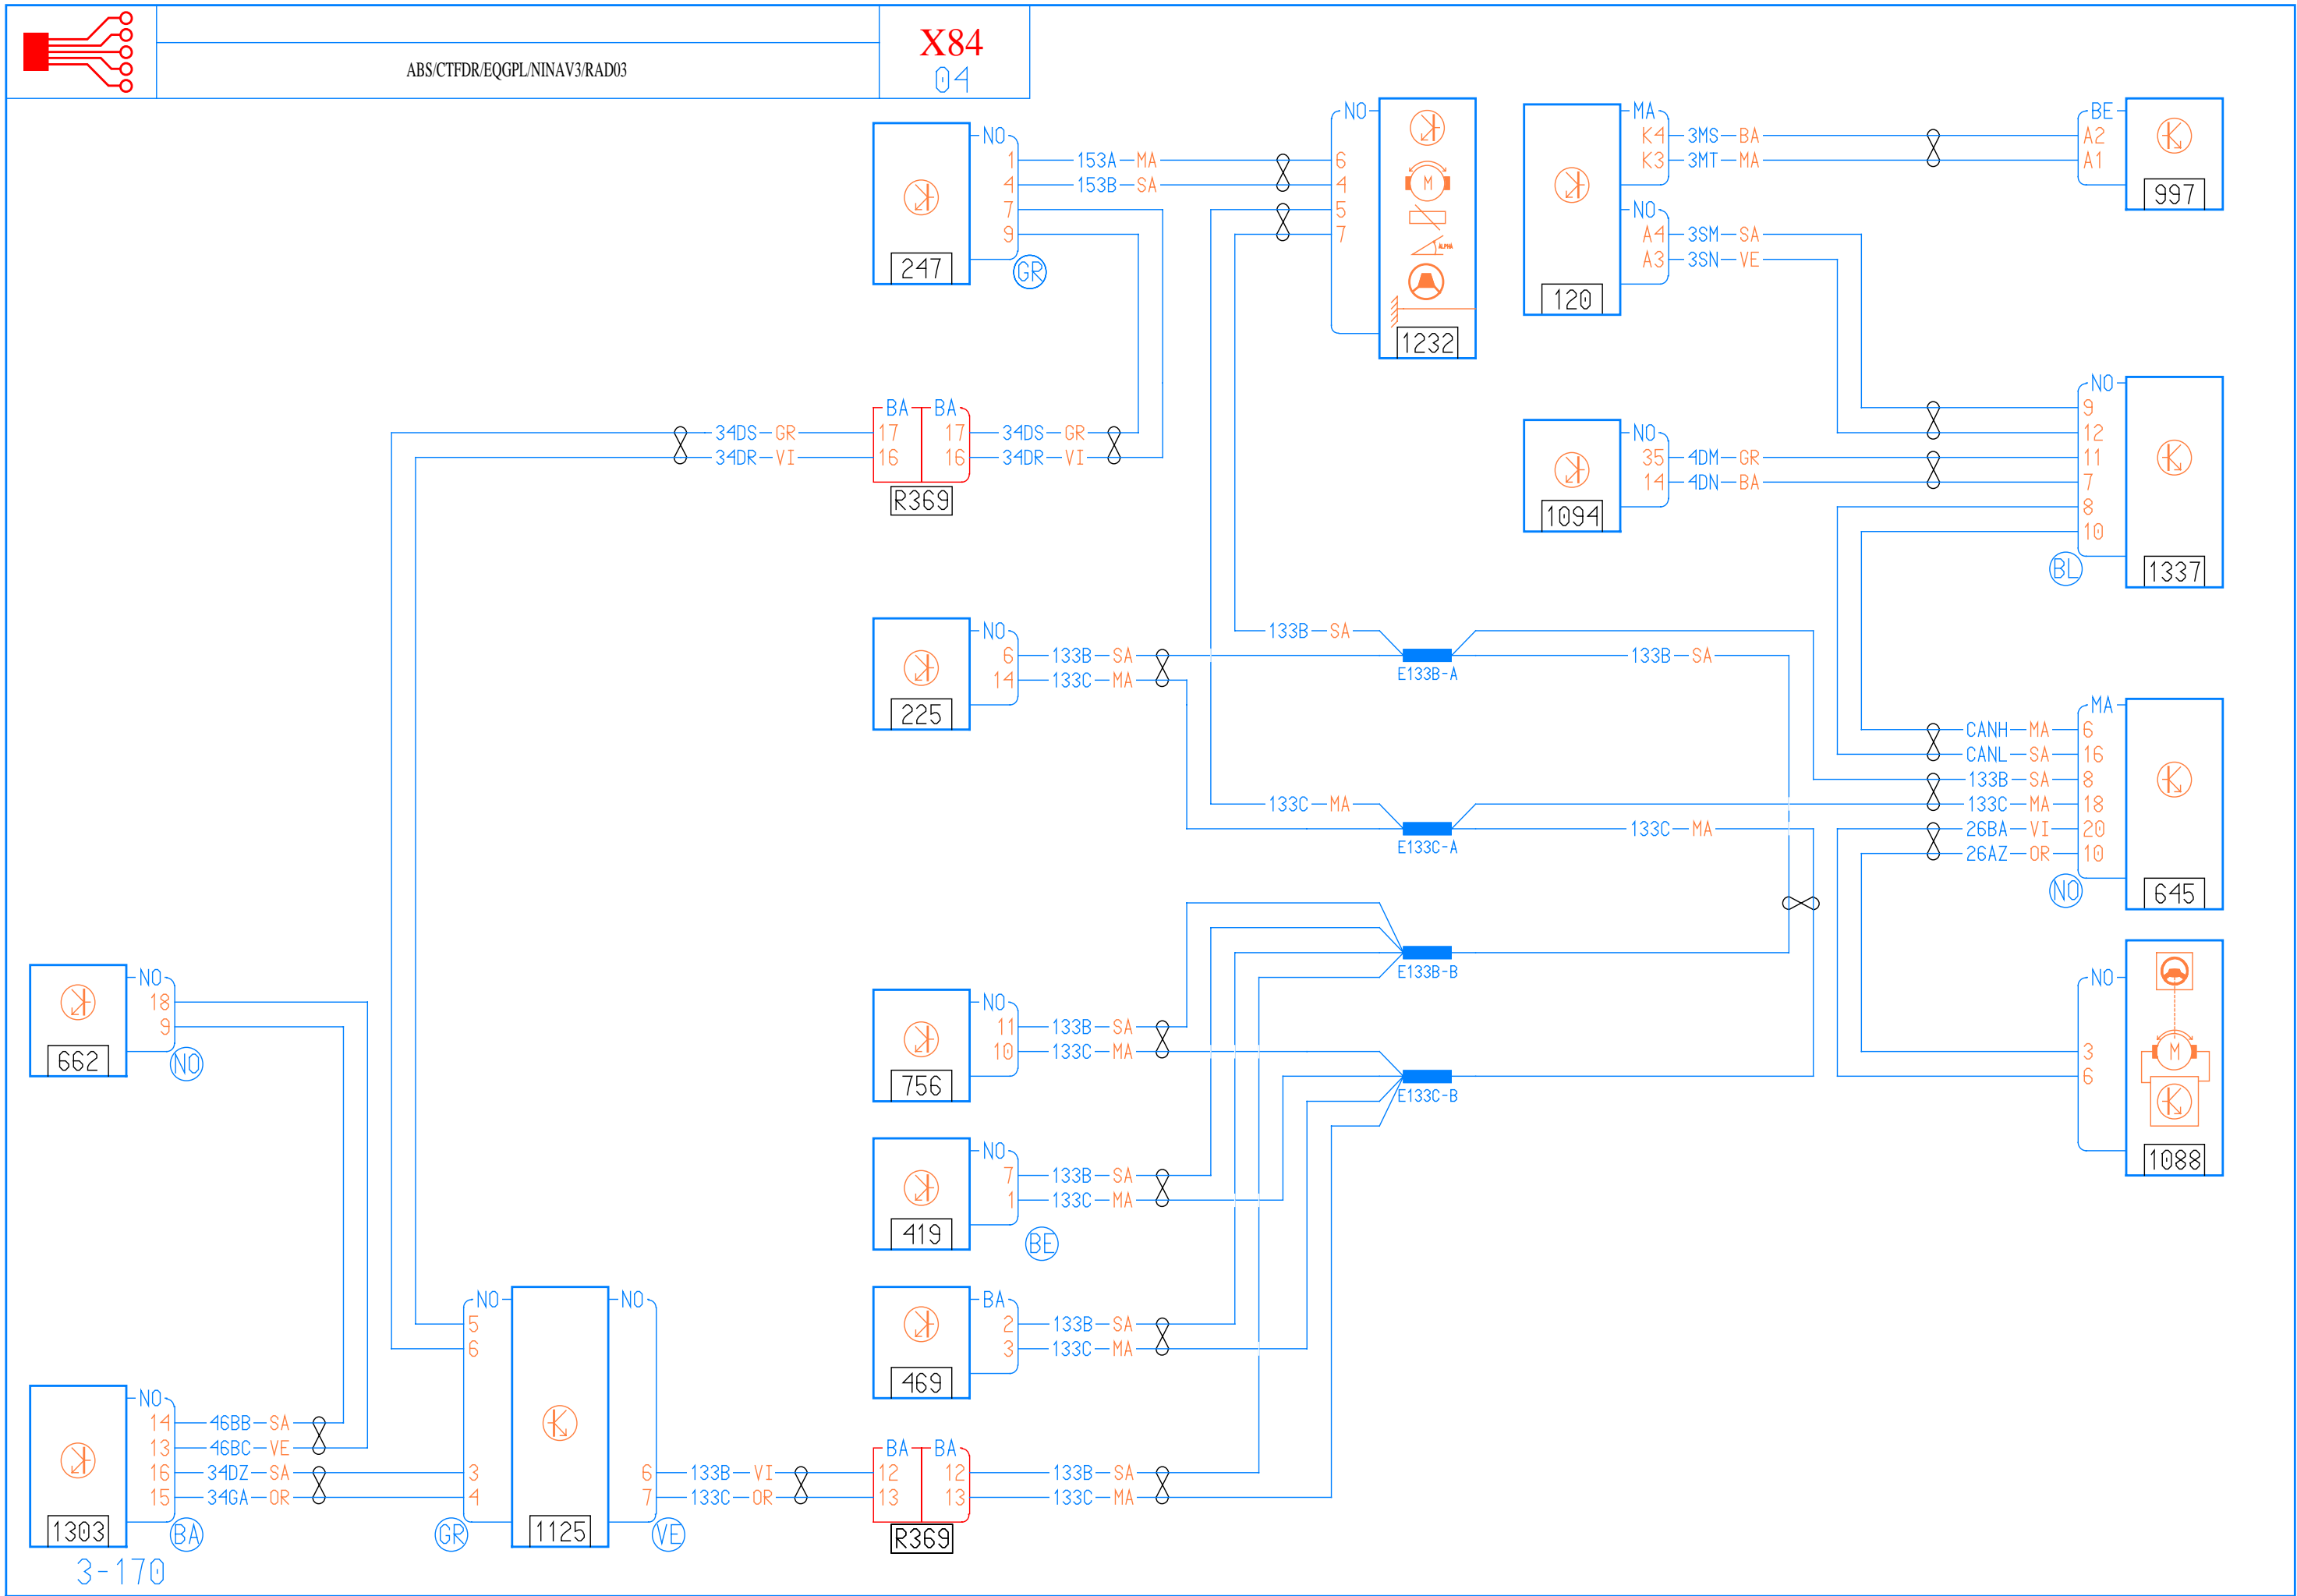 X84
ABS/CTFDR/EQGPL/NINAV3/RAD03
04
NO
1 153A MA
4 153B SA
7
9
247
GR
NO
6
4
5
7
M
ALPHA
1232
MA
K4 3MS BA
K3 3MT MA
NO
A4 3SM SA
A3 3SN VE
120
BE
A2
A1
997
34DS GR
34DR VI
BA BA
17 17 34DS GR
16 16 34DR VI
R369
NO
35 4DM GR
14 4DN BA
1094
NO
9
12
11
7
8
10
BL
1337
NO
6 133B SA
14 133C MA
225
133B SA
133B SA
E133B-A
133C MA
133C MA
E133C-A
MA
CANH MA 6
CANL SA 16
133B SA 8
133C MA 18
26BA VI 20
26AZ OR 10
NO
645
E133B-B
E133C-B
NO
18
9
662
NO
NO
11 133B SA
10 133C MA
756
NO
3
6
M
1088
NO
7 133B SA
1 133C MA
419
BE
BA
2 133B SA
3 133C MA
469
NO
14 46BB SA
13 46BC VE
16 34DZ SA
15 34GA OR
1303
BA
NO
5
6
3
4
GR
1125
NO
6 133B VI
7 133C OR
VE
BA BA
12 12 133B SA
13 13 133C MA
R369
3-170